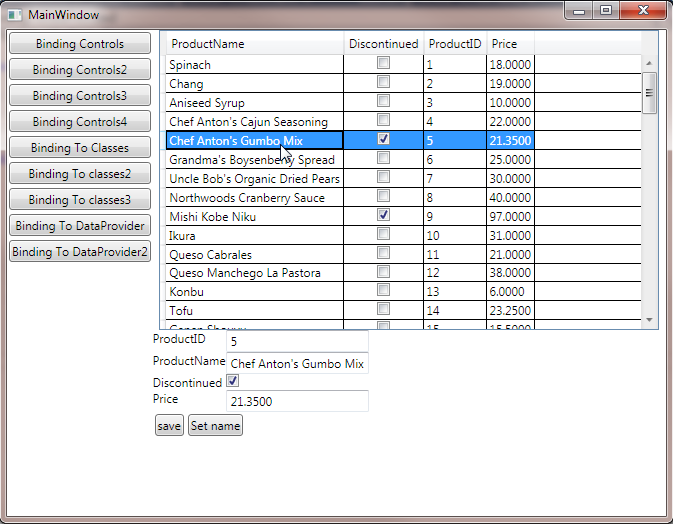 MainWindow
Binding Controls
Binding Controls2
Binding Controls3
Binding Controls4
Binding To Classes
Binding To classes2
Binding To classes3
Binding To DataProvider
Binding To DataProvider2
ProductName Discontinued ProductID Price
Spinach 1 18.0000
Chang 2 19.0000
Aniseed Syrup 3 10.0000
Chef Anton's Cajun Seasoning 4 22.0000
Chef Anton's Gumbo Mix 5 21.3500
Grandma's Boysenberry Spread 6 25.0000
Uncle Bob's Organic Dried Pears 7 30.0000
Northwoods Cranberry Sauce 8 40.0000
Mishi Kobe Niku 9 97.0000
Ikura 10 31.0000
Queso Cabrales 11 21.0000
Queso Manchego La Pastora 12 38.0000
Konbu 13 6.0000
Tofu 14 23.2500
15 15.5000
ProductID 5
ProductName Chef Anton's Gumbo Mix
Discontinued
Price 21.3500
save Set name